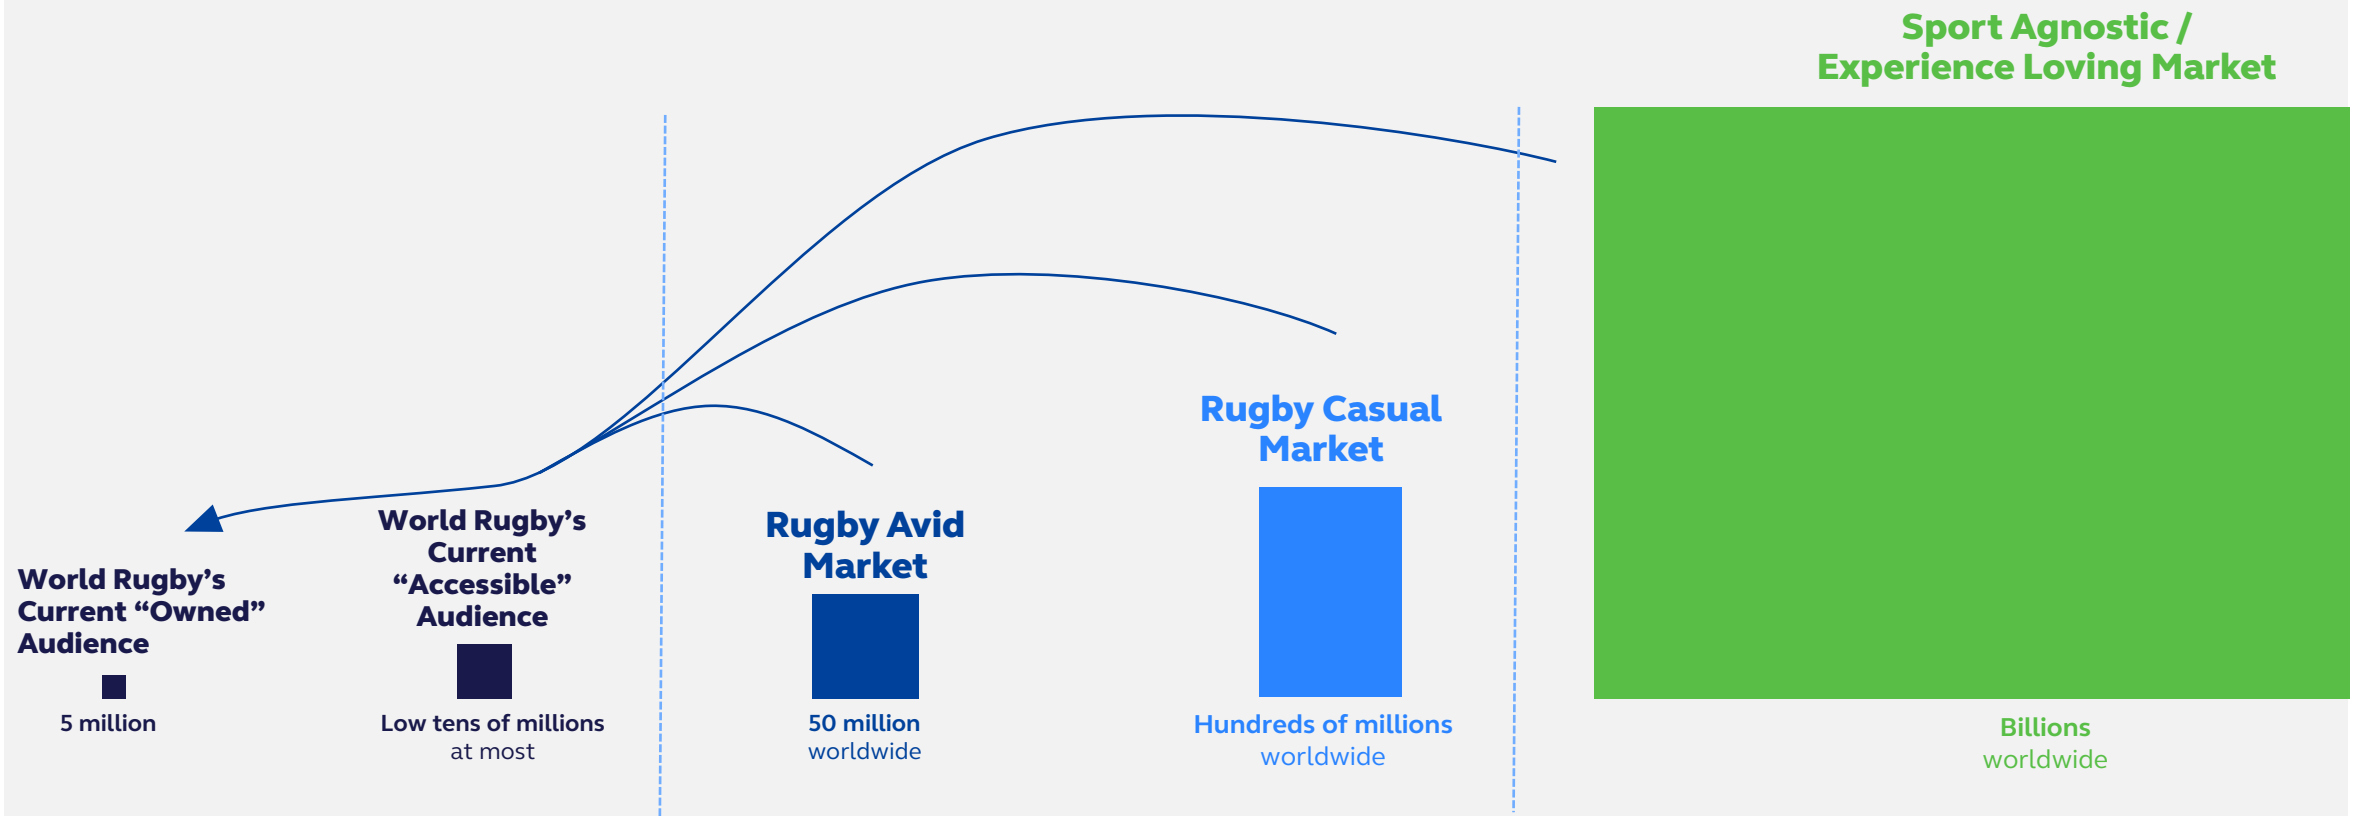 Sport Agnostic /
Experience Loving Market
Rugby Casual
Market
World Rugby’s
Current
“Accessible”
Audience
Rugby Avid
Market
World Rugby’s
Current “Owned”
Audience
5 million
Low tens of millions
at most
50 million
worldwide
Hundreds of millions
worldwide
Billions
worldwide